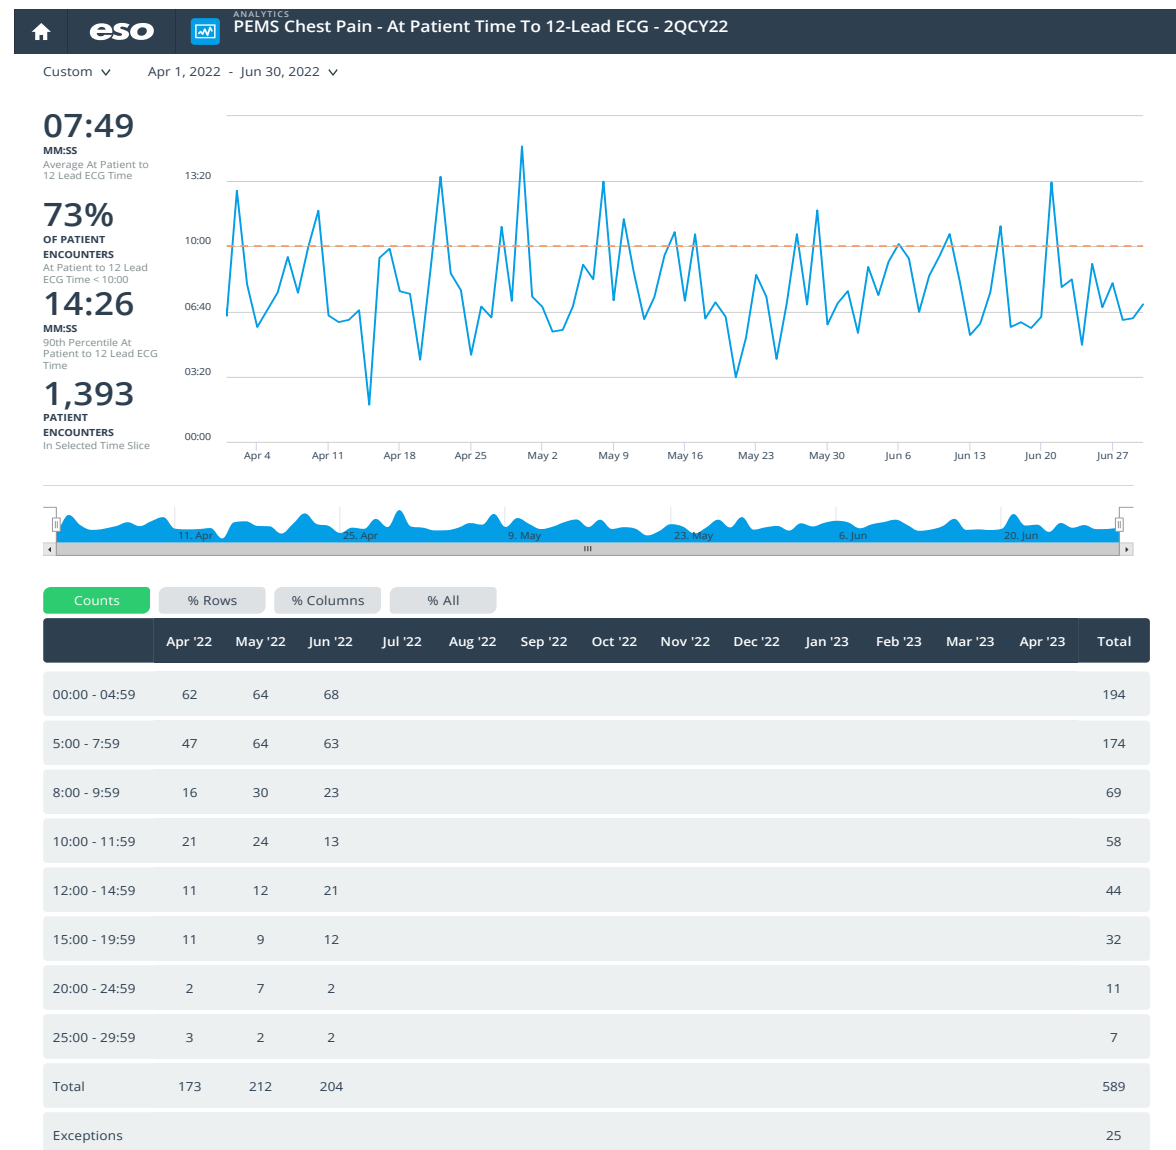 ANALYTICS
eso PEMS Chest Pain - At Patient Time To 12-Lead ECG - 2QCY22
Custom Apr 1, 2022 - Jun 30, 2022
07:49
MM:SS
Average At Patient to
12 Lead ECG Time
73%
OF PATIENT
ENCOUNTERS
At Patient to 12 Lead
ECG Time < 10:00
14:26
MM:SS
90th Percentile At
Patient to 12 Lead ECG
Time
1,393
PATIENT
ENCOUNTERS
In Selected Time Slice
13:20
10:00
06:40
03:20
00:00
Apr 4 Apr 11 Apr 18 Apr 25 May 2 May 9 May 16 May 23 May 30 Jun 6 Jun 13 Jun 20 Jun 27
11. Apr 25. Apr 9. May 23. May 6. Jun 20. Jun
Counts % Rows % Columns % All
Apr '22 May '22 Jun '22 Jul '22 Aug '22 Sep '22 Oct '22 Nov '22 Dec '22 Jan '23 Feb '23 Mar '23 Apr '23 Total
00:00 - 04:59 62 64 68 194
5:00 - 7:59 47 64 63 174
8:00 - 9:59 16 30 23 69
10:00 - 11:59 21 24 13 58
12:00 - 14:59 11 12 21 44
15:00 - 19:59 11 9 12 32
20:00 - 24:59 2 7 2 11
25:00 - 29:59 3 2 2 7
Total 173 212 204 589
Exceptions 25